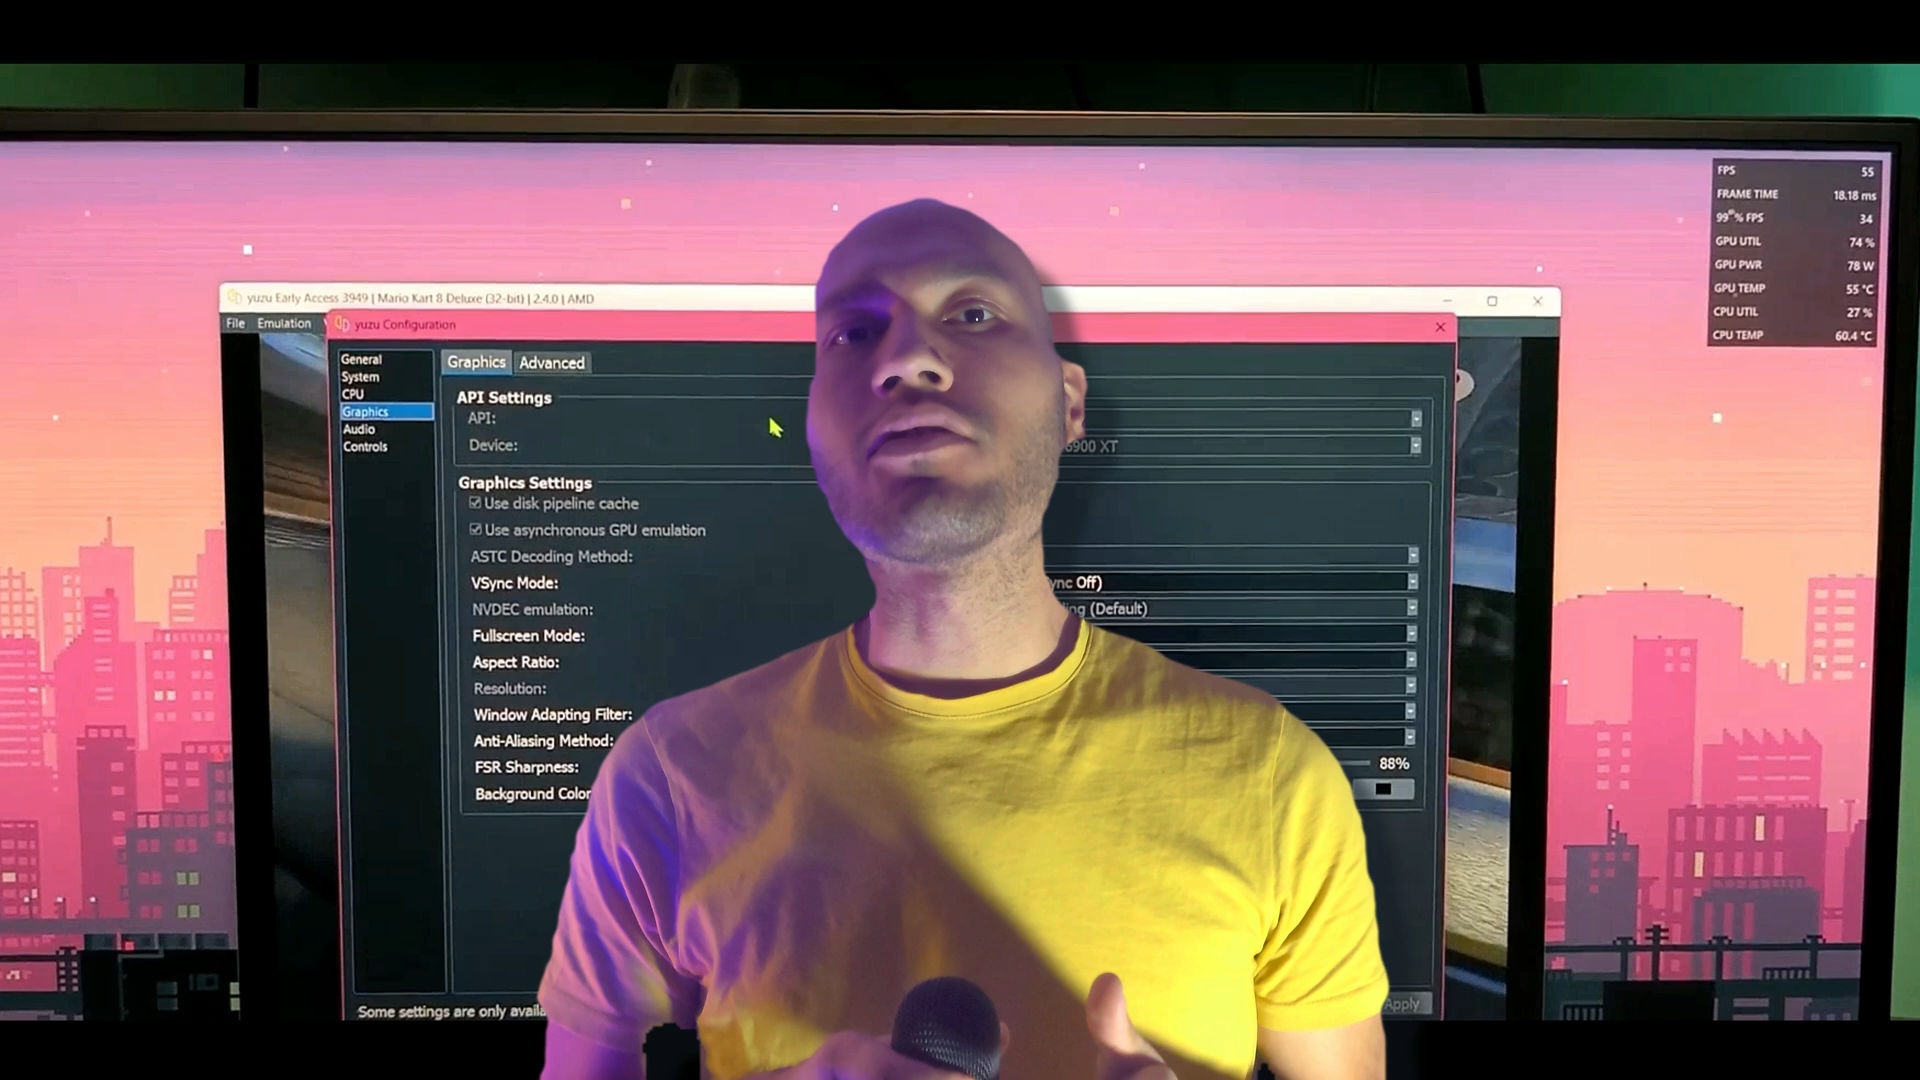 FPS 55
FRAME TIME 18.18 ms
99th% FPS 34
GPU UTIL 74 %
GPU PWR 78 W
GPU TEMP 55 °C
CPU UTIL 27 %
CPU TEMP 60.4 °C
yuzu Early Access 3949 | Mario Kart 8 Deluxe (32-bit) | 2.4.0 | AMD
File Emulation
yuzu Configuration
General
System
CPU
Graphics
Audio
Controls
Graphics Advanced
API Settings
API:
Device: 6900 XT
Graphics Settings
Use disk pipeline cache
Use asynchronous GPU emulation
ASTC Decoding Method:
VSync Mode: Off)
NVDEC emulation: (Default)
Fullscreen Mode:
Aspect Ratio:
Resolution:
Window Adapting Filter:
Anti-Aliasing Method:
FSR Sharpness: 88%
Background Color
Some settings are only
Apply